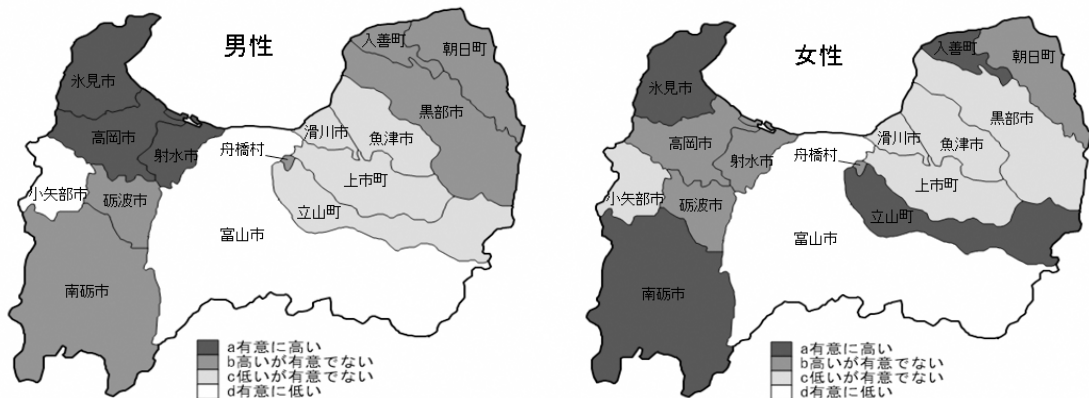 男性
入善町
朝日町
氷見市
黒部市
高岡市
射水市
滑川市
魚津市
舟橋村
上市町
小矢部市
砺波市
立山町
富山市
南砺市
a有意に高い
b高いが有意でない
c低いが有意でない
d有意に低い
女性
入善町
朝日町
氷見市
黒部市
高岡市
射水市
滑川市
魚津市
舟橋村
上市町
小矢部市
砺波市
立山町
富山市
南砺市
a有意に高い
b高いが有意でない
c低いが有意でない
d有意に低い